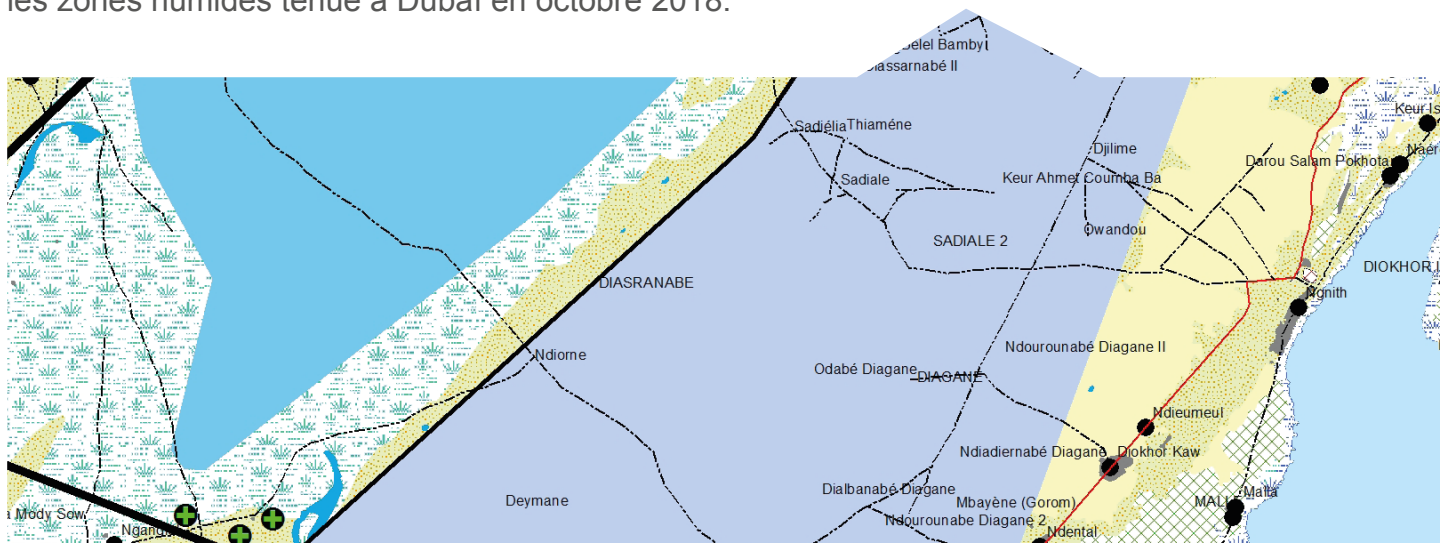 les zones humides tenue à Dubaï en octobre 2018.
Belel Bamby
Diassarnabé II
Sadiélia
Thiaméne
Djilime
Sadiale
Keur Ahmet Coumba Ba
Darou Salam Pokhota
Keur Is
Naér
Owandou
SADIALE 2
DIOKHOR
DIASRANABE
Ngnith
Ndiorne
Ndourounabé Diagane II
Odabé Diagane
DIAGANE
Ndieumeul
Ndiadiernabé Diagane
Diokhor Kaw
Dialbanabé Diagane
Deymane
Mbayène (Gorom)
Malla
Mody Sow
Ndourounabe Diagane 2
Ndental